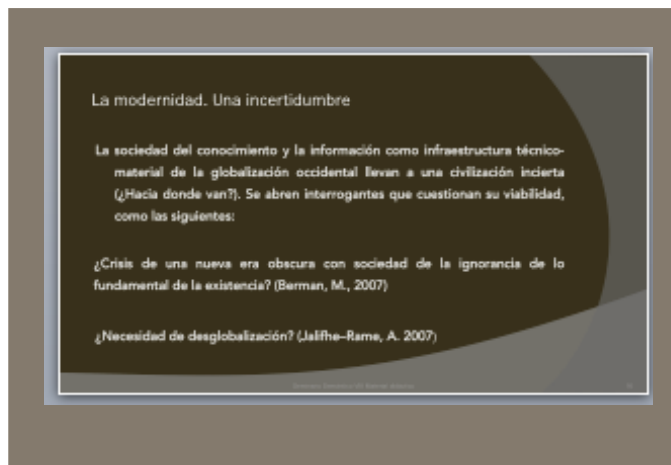 La modernidad. Una incertidumbre
La sociedad del conocimiento y la información como infraestructura técnico-
material de la globalización occidental llevan a una civilización incierta
(¿Hacia donde van?). Se abren interrogantes que cuestionan su viabilidad,
como las siguientes:
¿Crisis de una nueva era obscura con sociedad de la ignorancia de lo
fundamental de la existencia? (Berman, M., 2007)
¿Necesidad de desglobalización? (Jalifhe–Rame, A. 2007)